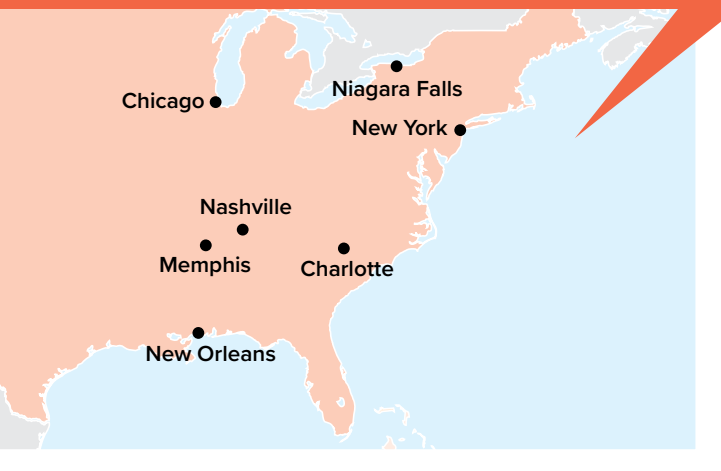 Niagara Falls
Chicago
New York
Nashville
Memphis
Charlotte
New Orleans